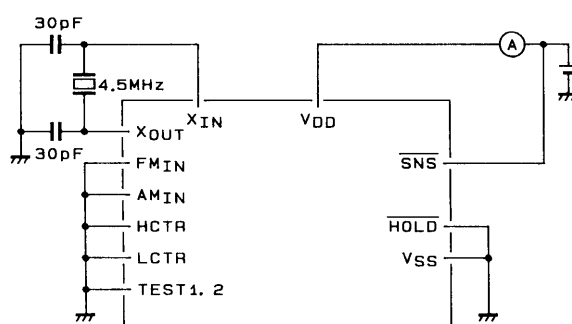 30pF
A
4.5MHz
XIN
VDD
XOUT
30pF
FMIN
SNS
AMIN
HCTR
HOLD
LCTR
VSS
TEST1, 2